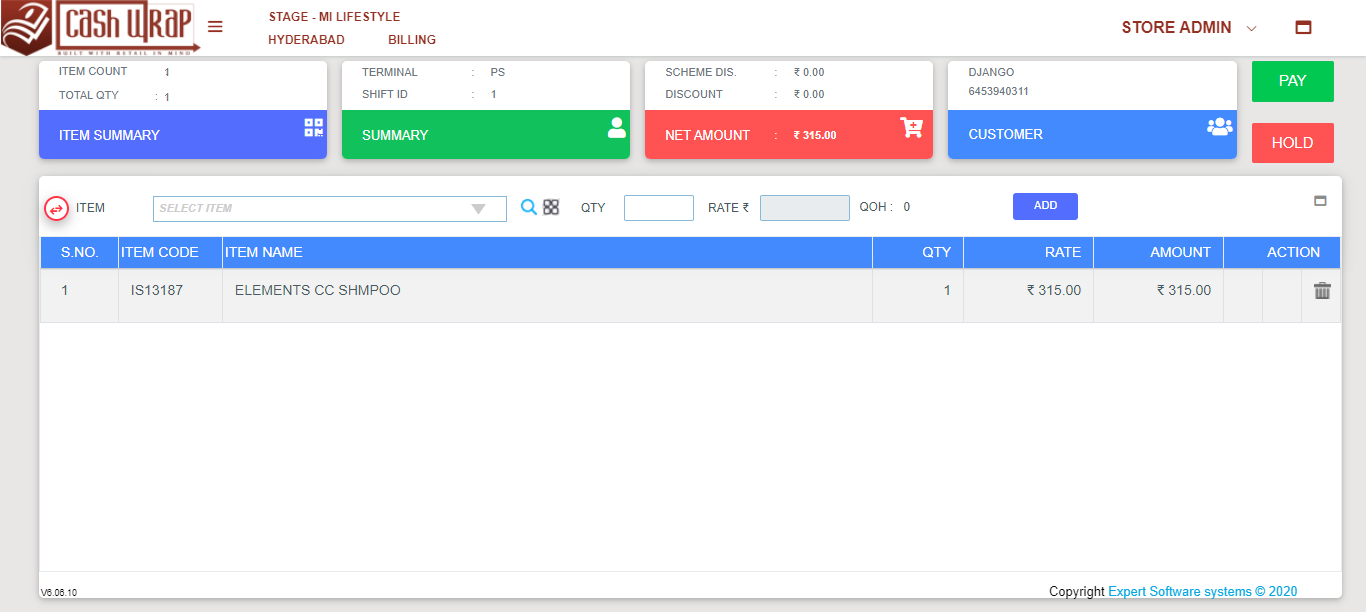 CASH WRAP
BUILT WITH RETAIL IN MIND
STAGE - MI LIFESTYLE
HYDERABAD BILLING
STORE ADMIN
ITEM COUNT 1
TOTAL QTY : 1
ITEM SUMMARY
TERMINAL : PS
SHIFT ID : 1
SUMMARY
SCHEME DIS. : ₹ 0.00
DISCOUNT : ₹ 0.00
NET AMOUNT : ₹ 315.00
DJANGO
6453940311
CUSTOMER
PAY
HOLD
ITEM SELECT ITEM QTY RATE ₹ QOH : 0 ADD
S.NO. ITEM CODE ITEM NAME QTY RATE AMOUNT ACTION
1 IS13187 ELEMENTS CC SHMPOO 1 ₹ 315.00 ₹ 315.00
V6.06.10
Copyright Expert Software systems © 2020